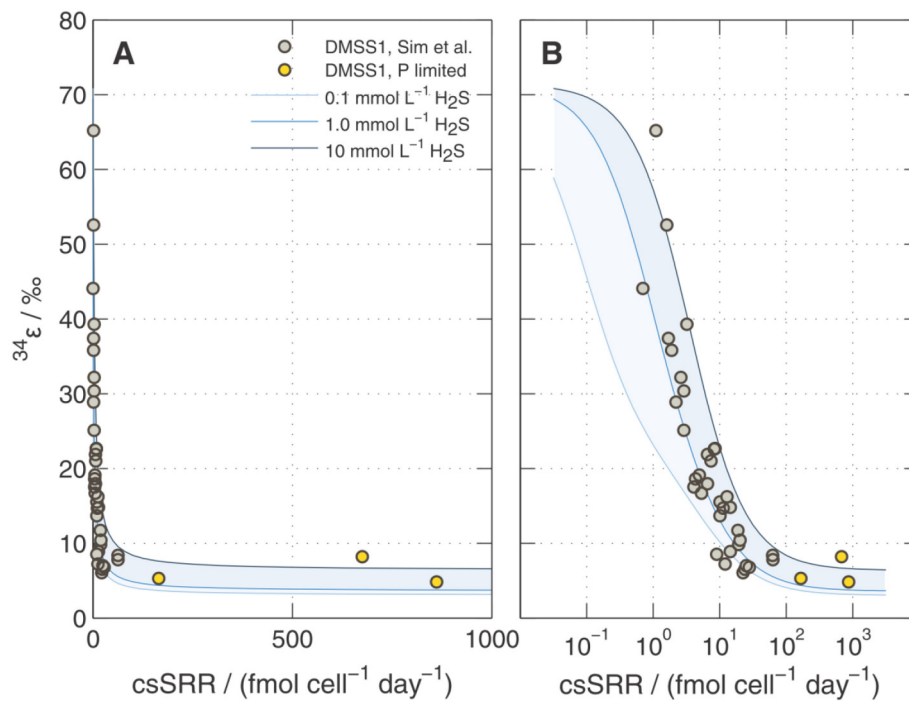 A
B
DMSS1, Sim et al.
DMSS1, P limited
0.1 mmol L⁻¹ H₂S
1.0 mmol L⁻¹ H₂S
10 mmol L⁻¹ H₂S
³⁴ε / ‰
80
70
60
50
40
30
20
10
0
0
500
1000
csSRR / (fmol cell⁻¹ day⁻¹)
10⁻¹
10⁰
10¹
10²
10³
csSRR / (fmol cell⁻¹ day⁻¹)